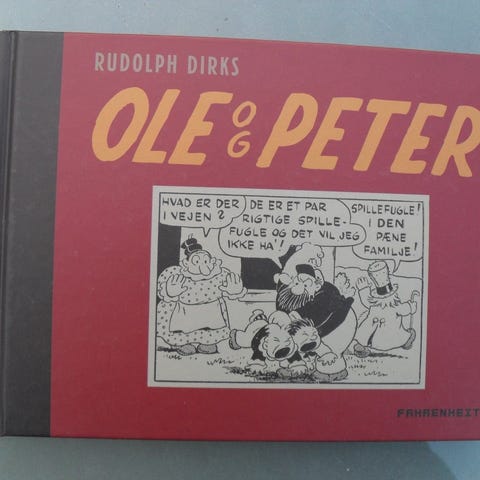 RUDOLPH DIRKS
OLE OG PETER
HVAD ER DER
I VEJEN?
DE ER ET PAR
RIGTIGE SPILLE-
FUGLE OG DET VIL JEG
IKKE HA'!
SPILLEFUGLE!
I DEN
PÆNE
FAMILJE!
FAHRENHEIT